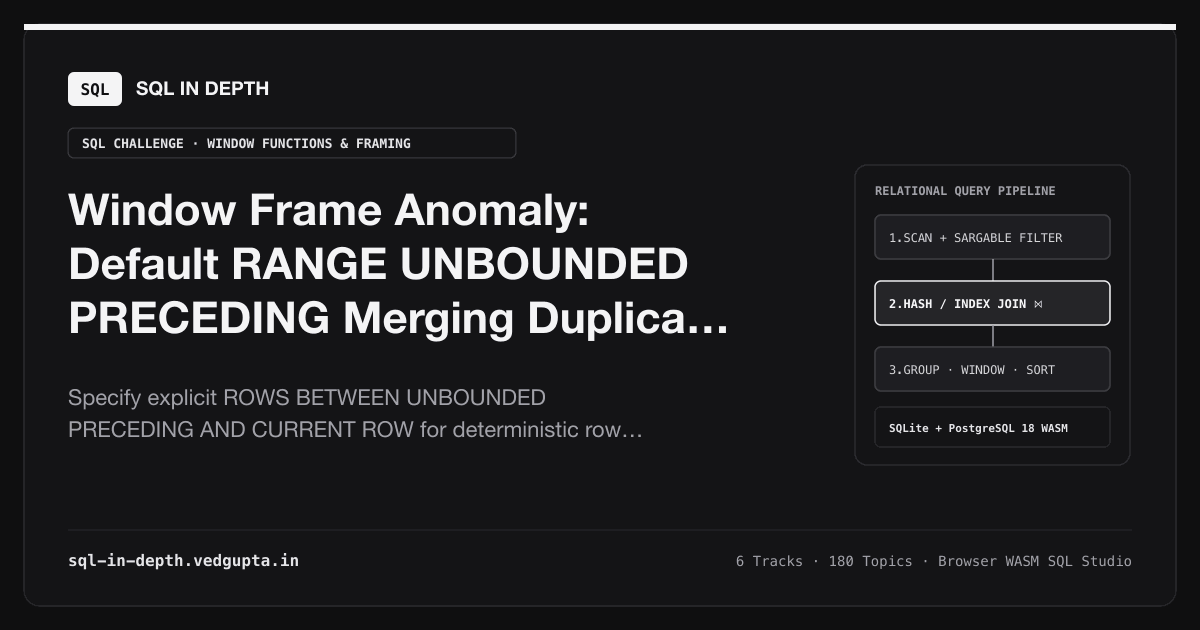 SQL
SQL IN DEPTH
SQL CHALLENGE · WINDOW FUNCTIONS & FRAMING
Window Frame Anomaly:
Default RANGE UNBOUNDED
PRECEDING Merging Duplica…
Specify explicit ROWS BETWEEN UNBOUNDED
PRECEDING AND CURRENT ROW for deterministic row…
RELATIONAL QUERY PIPELINE
1.SCAN + SARGABLE FILTER
2.HASH / INDEX JOIN ⋈
3.GROUP · WINDOW · SORT
SQLite + PostgreSQL 18 WASM
sql-in-depth.vedgupta.in
6 Tracks · 180 Topics · Browser WASM SQL Studio